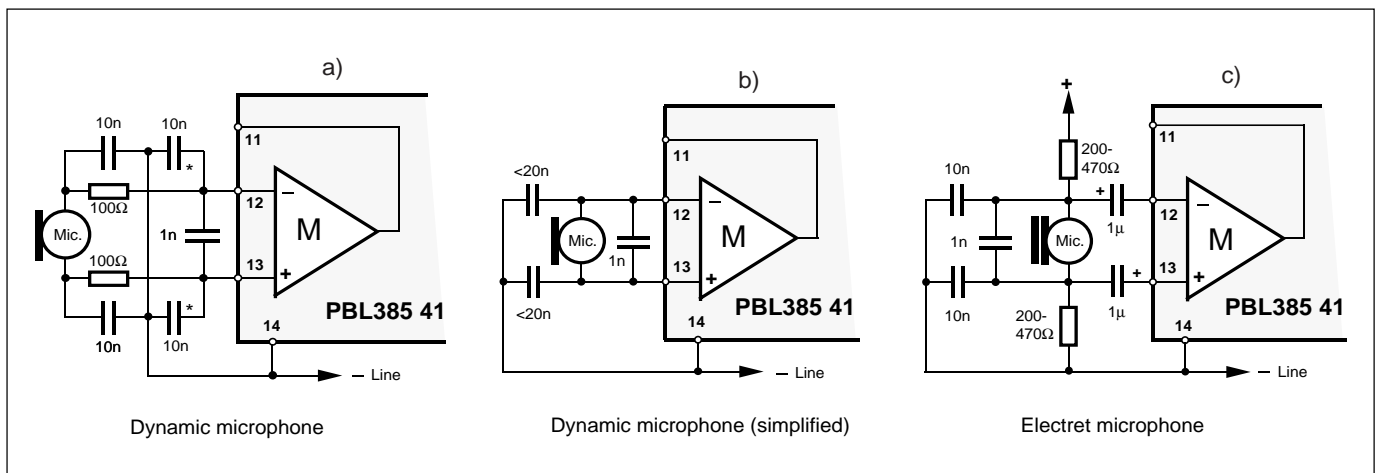 a)
10n
10n
*
11
100Ω
12
−
Mic.
1n
M
100Ω
13
+
*
PBL385 41
10n
10n
14
− Line
Dynamic microphone
b)
11
<20n
12
−
Mic.
1n
M
13
+
<20n
PBL385 41
14
− Line
Dynamic microphone (simplified)
c)
+
11
200-
470Ω
10n
+
12
−
1n
Mic.
1μ
M
13
+
+
10n
200-
470Ω
1μ
PBL385 41
14
− Line
Electret microphone